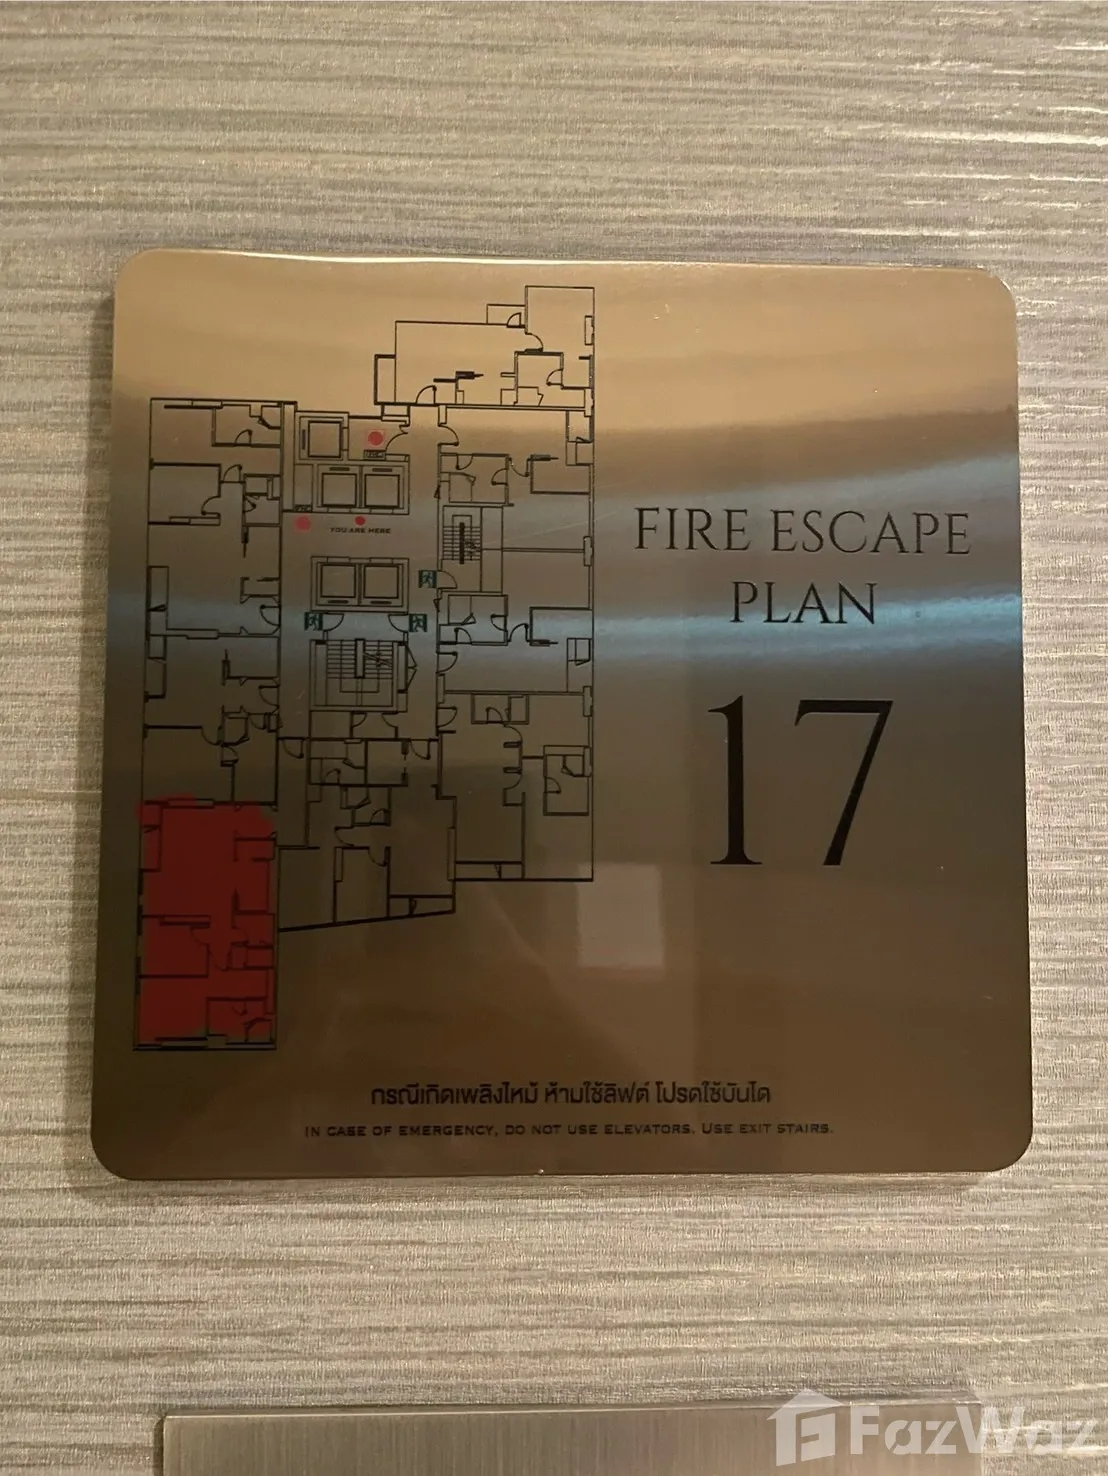 YOU ARE HERE
FIRE ESCAPE
PLAN
17
กรณีเกิดเพลิงไหม้ ห้ามใช้ลิฟต์ โปรดใช้บันได
IN CASE OF EMERGENCY, DO NOT USE ELEVATORS. USE EXIT STAIRS.
FazWaz